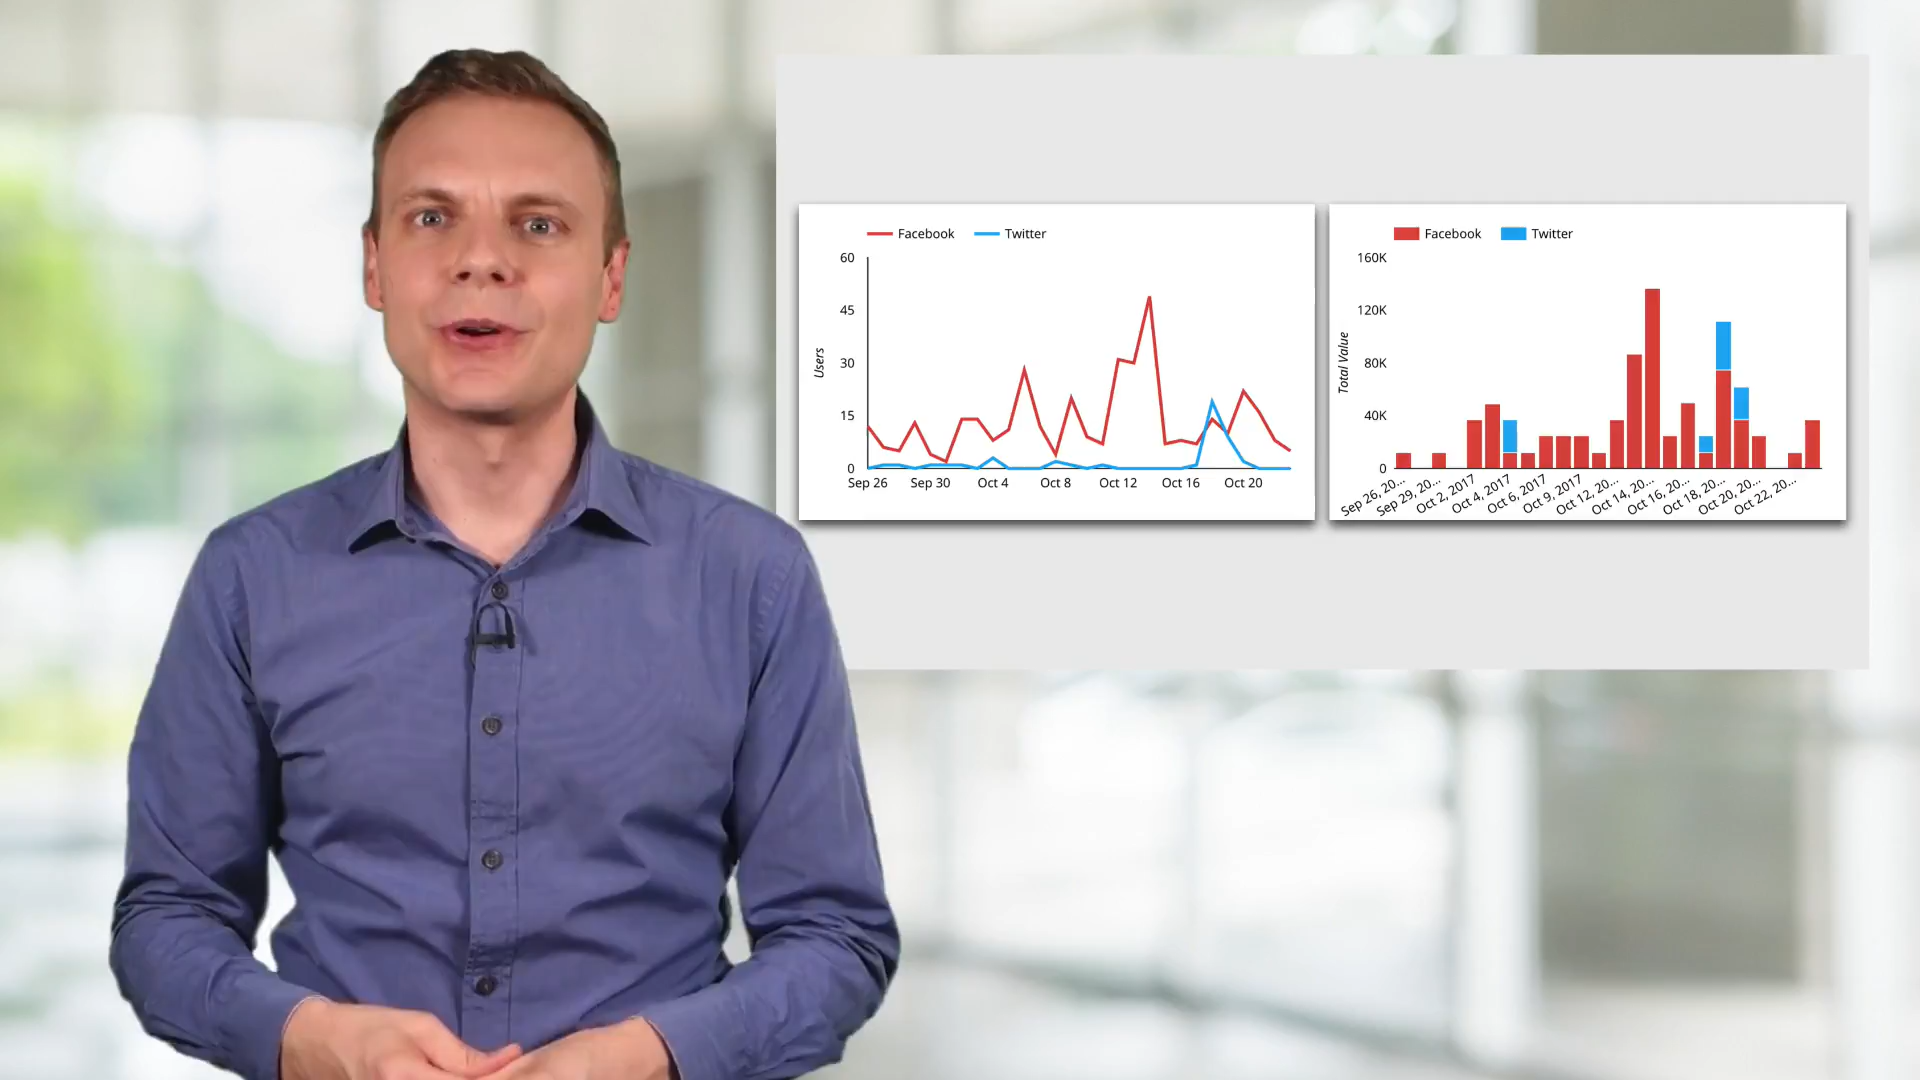 Facebook Twitter
60
45
30
15
0
Users
Sep 26 Sep 30 Oct 4 Oct 8 Oct 12 Oct 16 Oct 20
Facebook Twitter
160K
120K
80K
40K
0
Total Value
Sep 26, 20... Sep 29, 20... Oct 2, 2017 Oct 4, 2017 Oct 6, 2017 Oct 9, 2017 Oct 12, 20... Oct 14, 20... Oct 16, 20... Oct 18, 20... Oct 20, 20... Oct 22, 20...